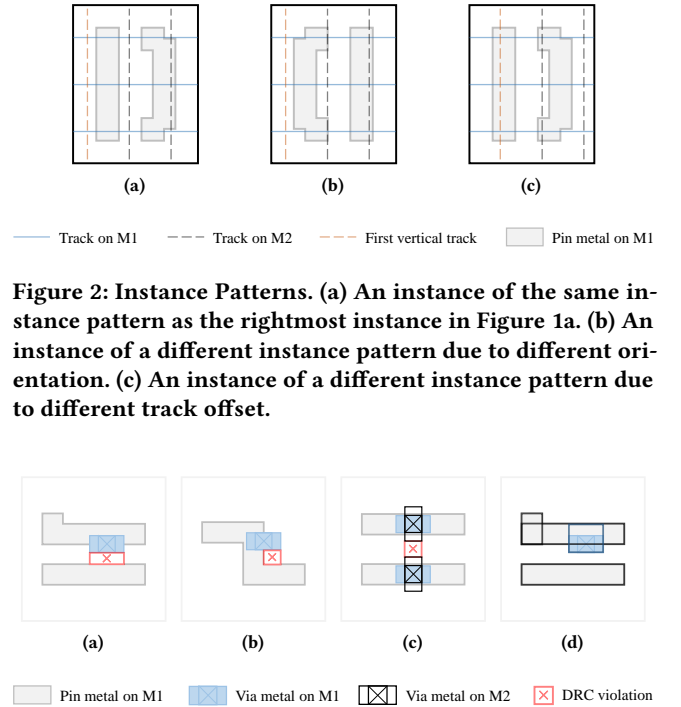 (a) (b) (c)
Track on M1 Track on M2 First vertical track Pin metal on M1
Figure 2: Instance Patterns. (a) An instance of the same in-
stance pattern as the rightmost instance in Figure 1a. (b) An
instance of a different instance pattern due to different ori-
entation. (c) An instance of a different instance pattern due
to different track offset.
(a) (b) (c) (d)
Pin metal on M1 Via metal on M1 Via metal on M2 DRC violation